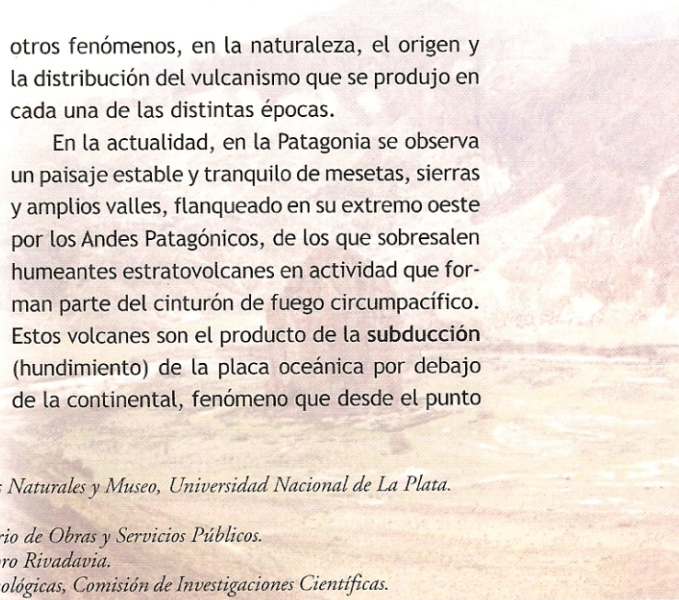 otros fenómenos, en la naturaleza, el origen y
la distribución del vulcanismo que se produjo en
cada una de las distintas épocas.
En la actualidad, en la Patagonia se observa
un paisaje estable y tranquilo de mesetas, sierras
y amplios valles, flanqueado en su extremo oeste
por los Andes Patagónicos, de los que sobresalen
humeantes estratovolcanes en actividad que for-
man parte del cinturón de fuego circumpacífico.
Estos volcanes son el producto de la subducción
(hundimiento) de la placa oceánica por debajo
de la continental, fenómeno que desde el punto
Naturales y Museo, Universidad Nacional de La Plata.
de Obras y Servicios Públicos.
Rivadavia.
Comisión de Investigaciones Científicas.